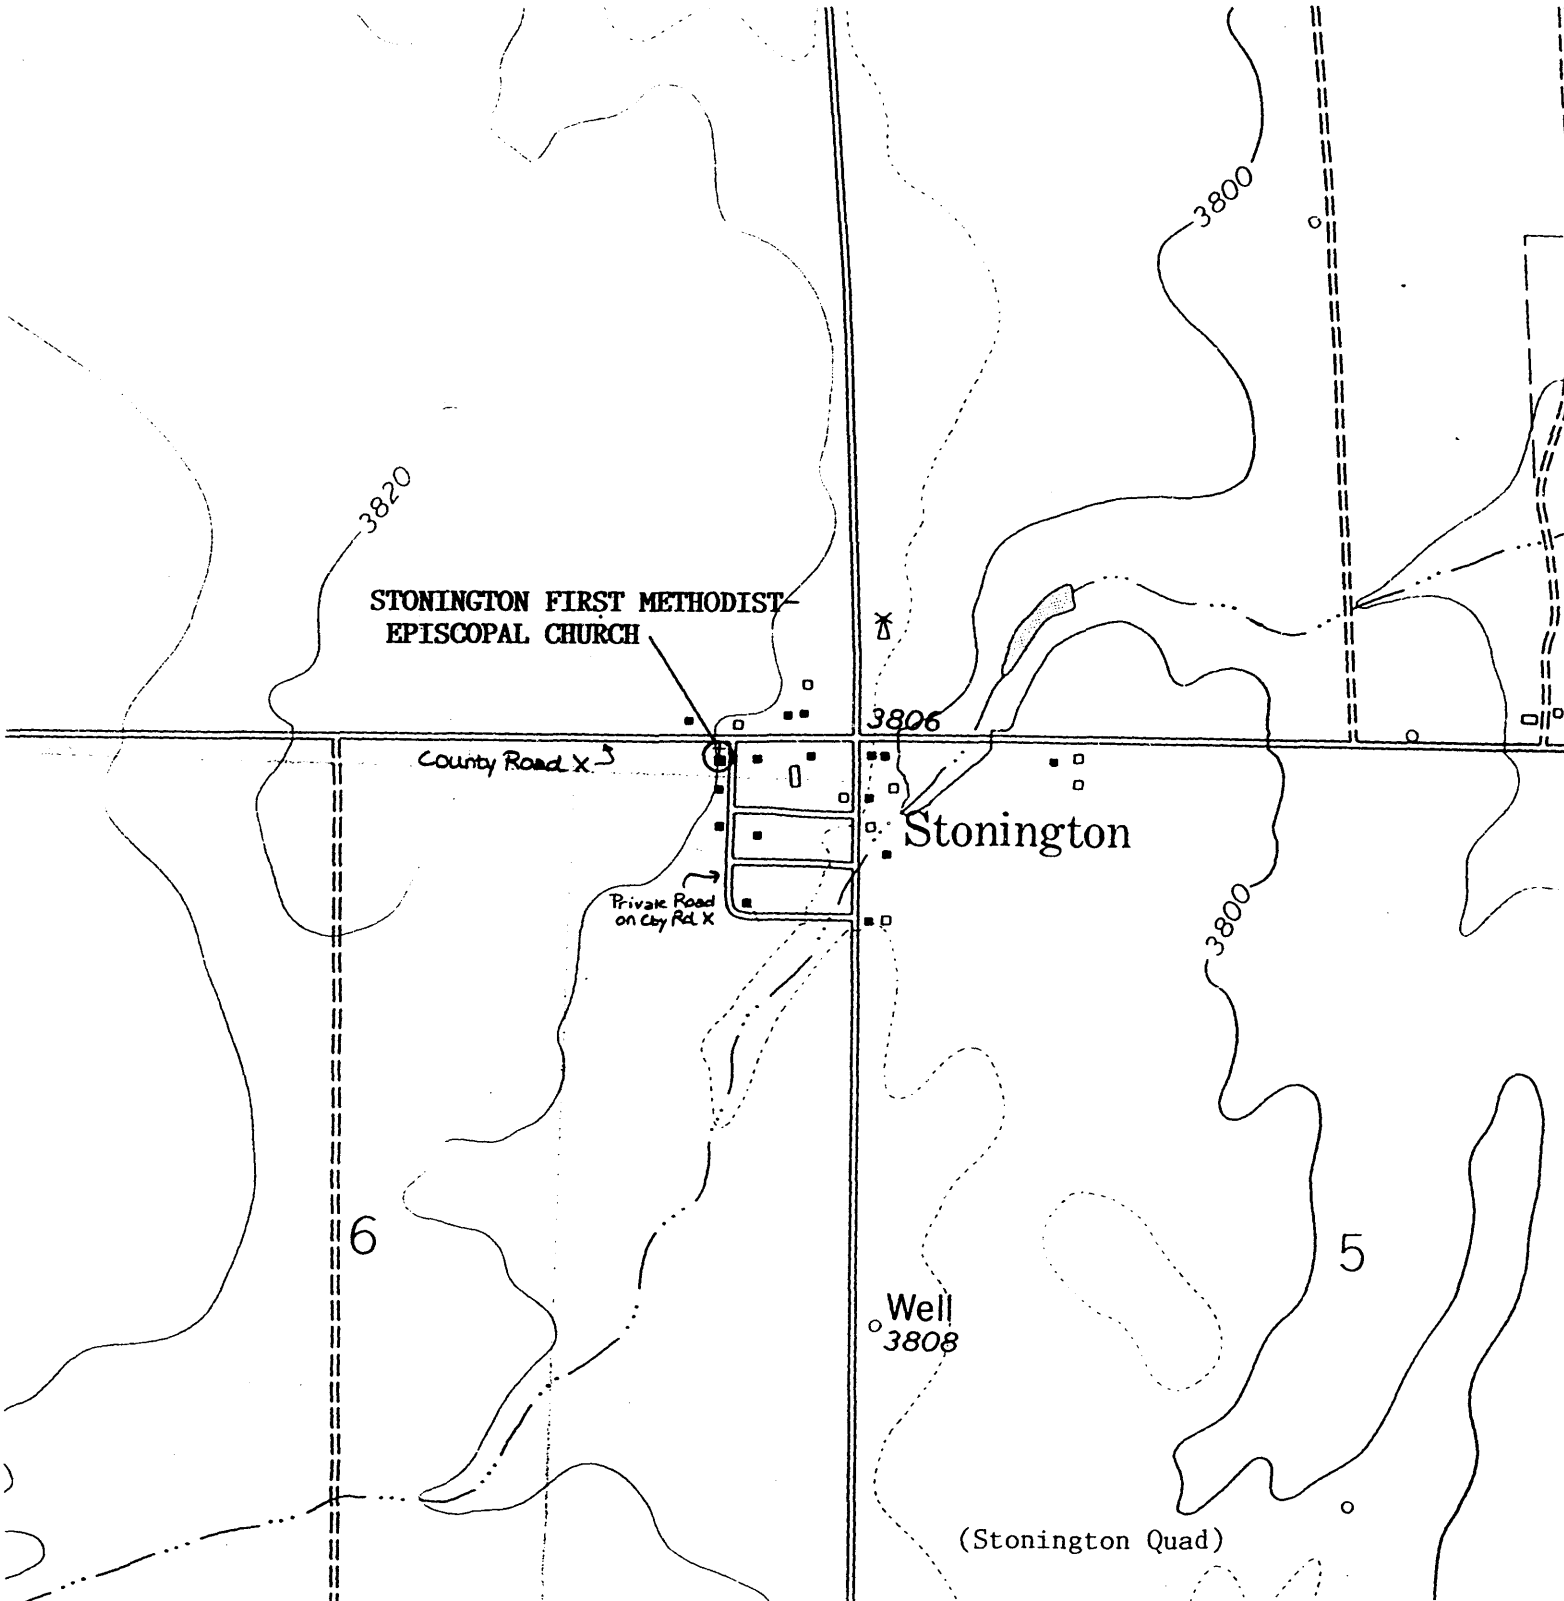 3800
3820
STONINGTON FIRST METHODIST-
EPISCOPAL CHURCH
3806
County Road X
Stonington
Private Road
on Cty Rd. X
3800
6
5
Well
3808
(Stonington Quad)